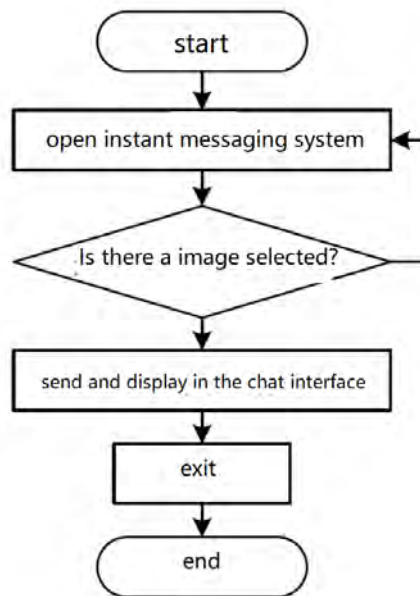 start
open instant messaging system
Is there a image selected?
send and display in the chat interface
exit
end